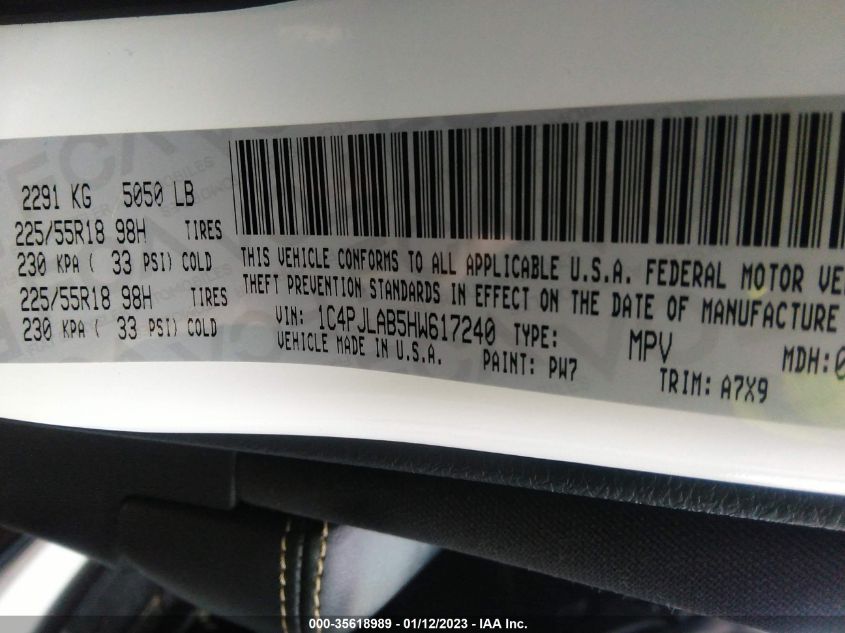 2291 KG 5050 LB
225/55R18 98H TIRES
230 KPA ( 33 PSI) COLD
225/55R18 98H TIRES
230 KPA ( 33 PSI) COLD
THIS VEHICLE CONFORMS TO ALL APPLICABLE U.S.A. FEDERAL MOTOR VE
THEFT PREVENTION STANDARDS IN EFFECT ON THE DATE OF MANUFACTURE
VIN: 1C4PJLAB5HW617240 TYPE: MPV MDH:0
VEHICLE MADE IN U.S.A. PAINT: PW7 TRIM: A7X9
000-35618989 - 01/12/2023 - IAA Inc.